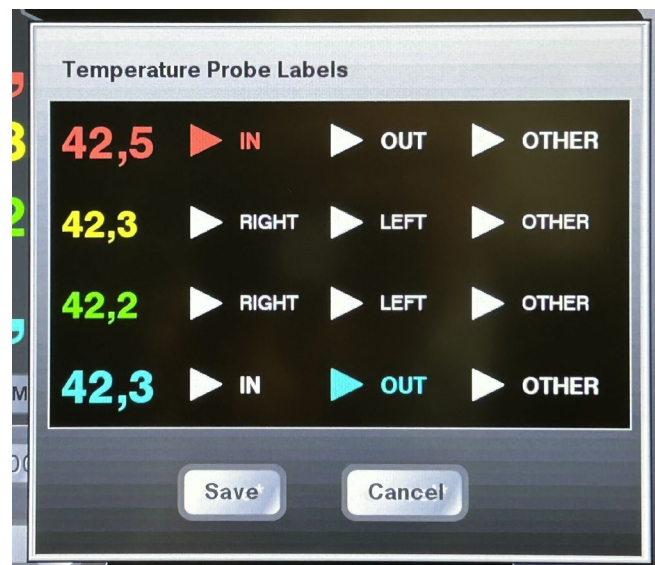 Temperature Probe Labels
42,5 IN OUT OTHER
42,3 RIGHT LEFT OTHER
42,2 RIGHT LEFT OTHER
42,3 IN OUT OTHER
Save Cancel